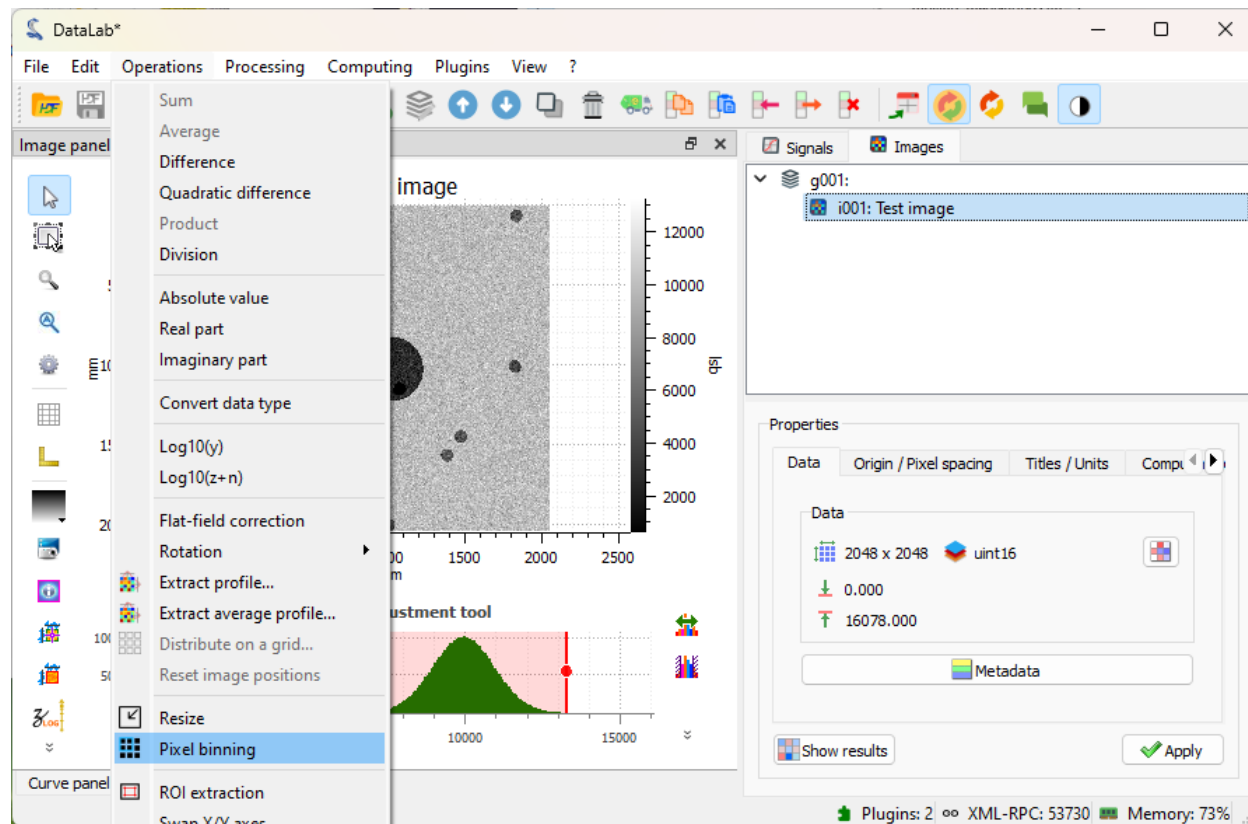 DataLab*
File Edit Operations Processing Computing Plugins View ?
Image panel
Sum
Average
Difference
Quadratic difference
Product
Division
Absolute value
Real part
Imaginary part
Convert data type
Log10(y)
Log10(z+n)
Flat-field correction
Rotation
Extract profile...
Extract average profile...
Distribute on a grid...
Reset image positions
Resize
Pixel binning
ROI extraction
Swap X/Y axes
image
mm
12000
10000
8000
6000
4000
2000
lsb
1500 2000 2500
ustment tool
10000 15000
Curve panel
Signals Images
g001:
i001: Test image
Properties
Data Origin / Pixel spacing Titles / Units
Data
2048 x 2048 uint16
0.000
16078.000
Metadata
Show results Apply
Plugins: 2 XML-RPC: 53730 Memory: 73%